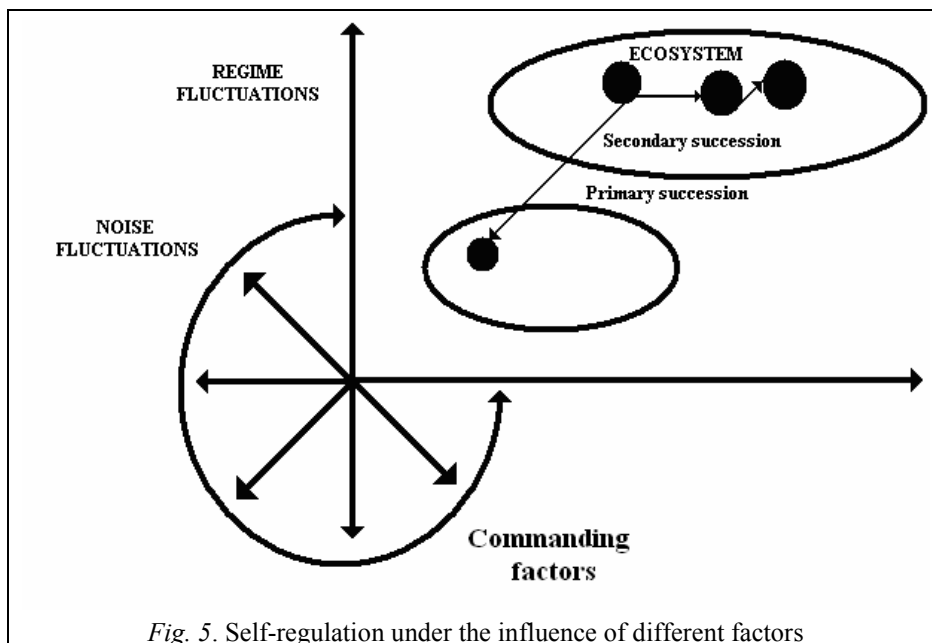 REGIME
FLUCTUATIONS
ECOSYSTEM
Secondary succession
Primary succession
NOISE
FLUCTUATIONS
Commanding
factors
Fig. 5. Self-regulation under the influence of different factors